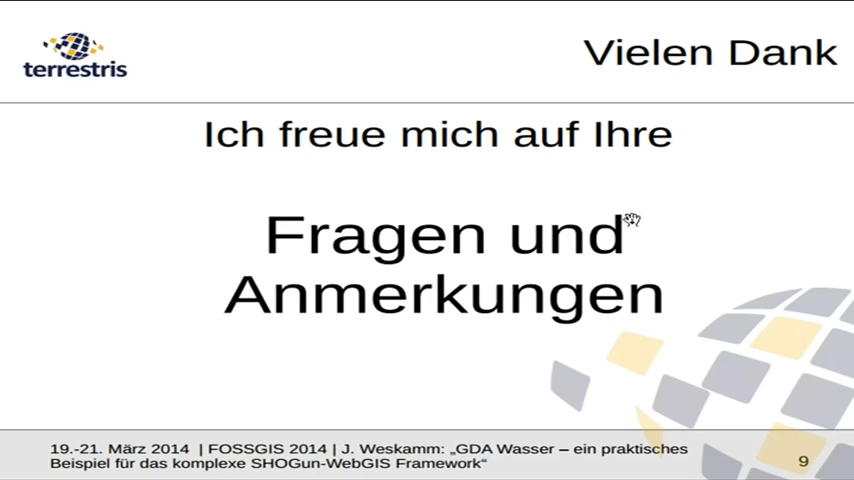 terrestris
Vielen Dank
Ich freue mich auf Ihre
Fragen und
Anmerkungen
19.-21. März 2014 | FOSSGIS 2014 | J. Weskamm: „GDA Wasser – ein praktisches
Beispiel für das komplexe SHOGun-WebGIS Framework“
9